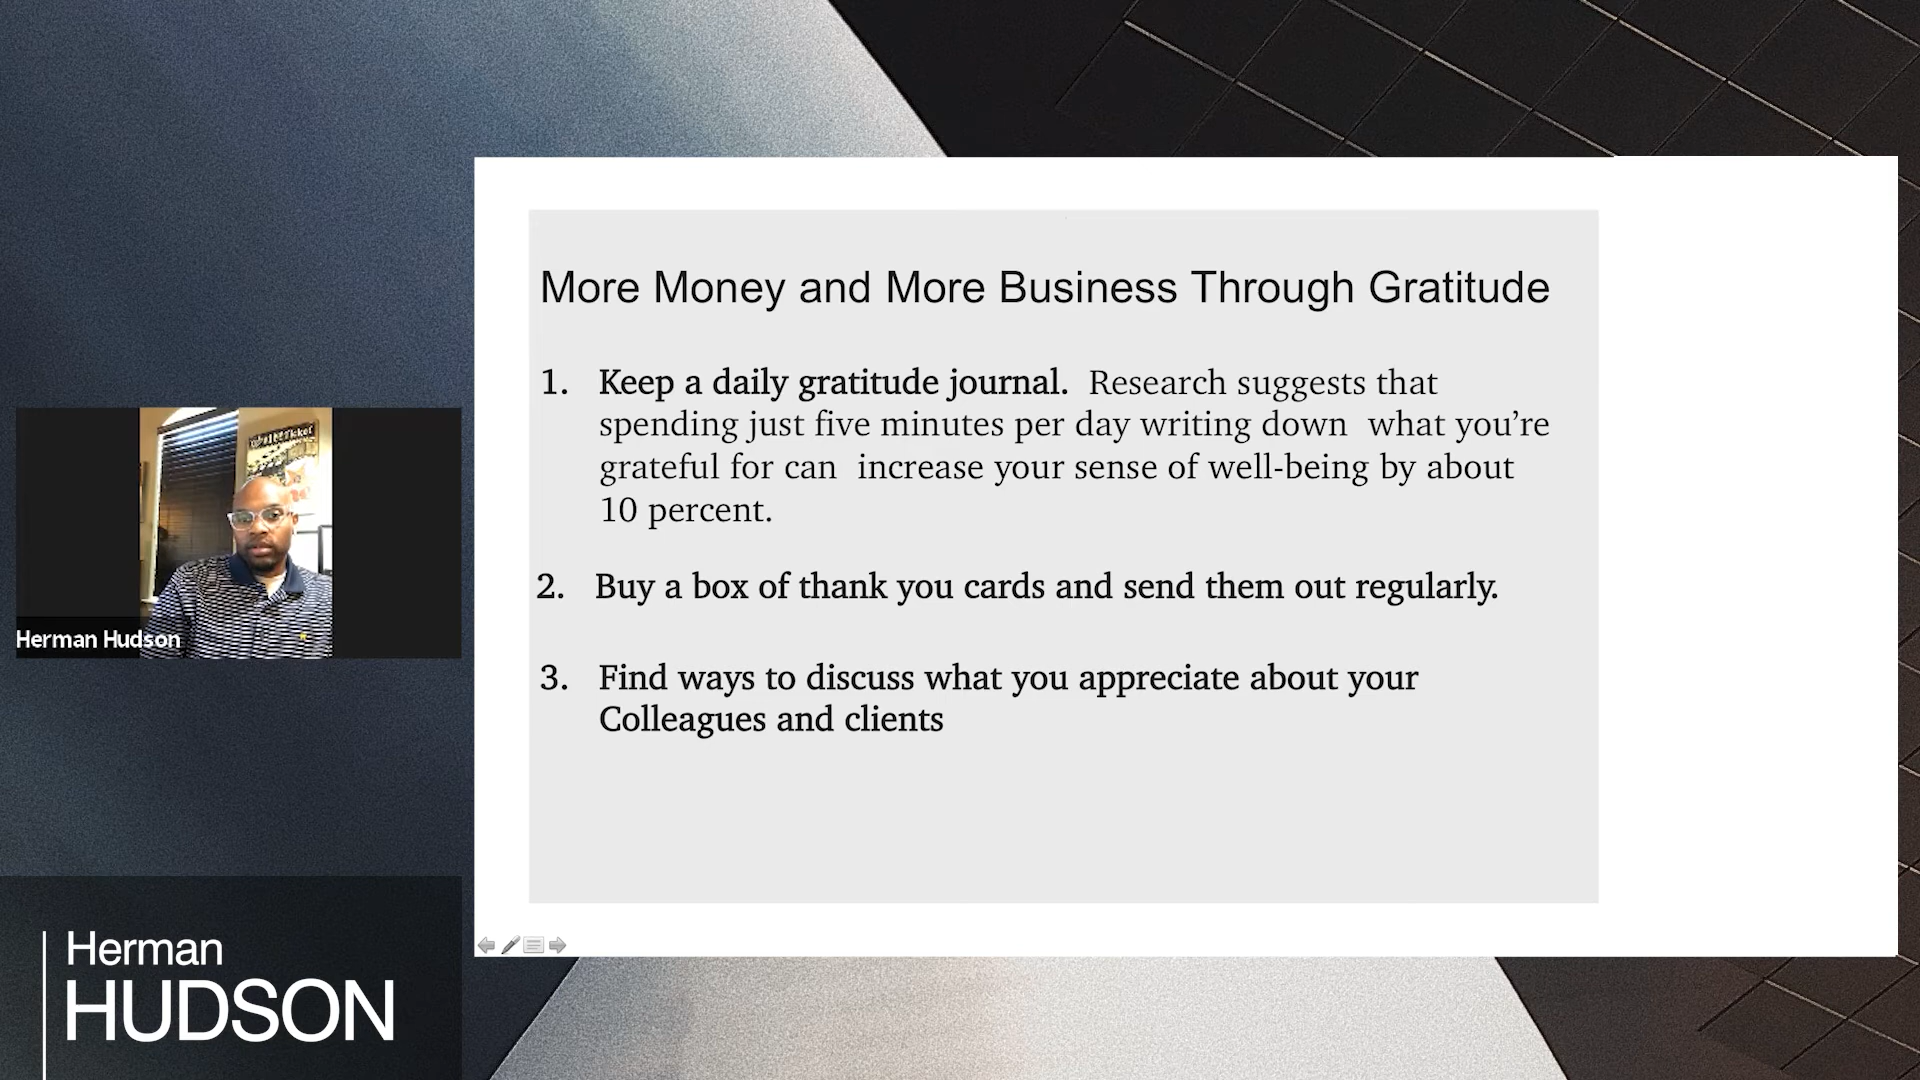 More Money and More Business Through Gratitude
1. Keep a daily gratitude journal. Research suggests that
spending just five minutes per day writing down what you’re
grateful for can increase your sense of well-being by about
10 percent.
2. Buy a box of thank you cards and send them out regularly.
3. Find ways to discuss what you appreciate about your
Colleagues and clients
Herman Hudson
Herman
HUDSON